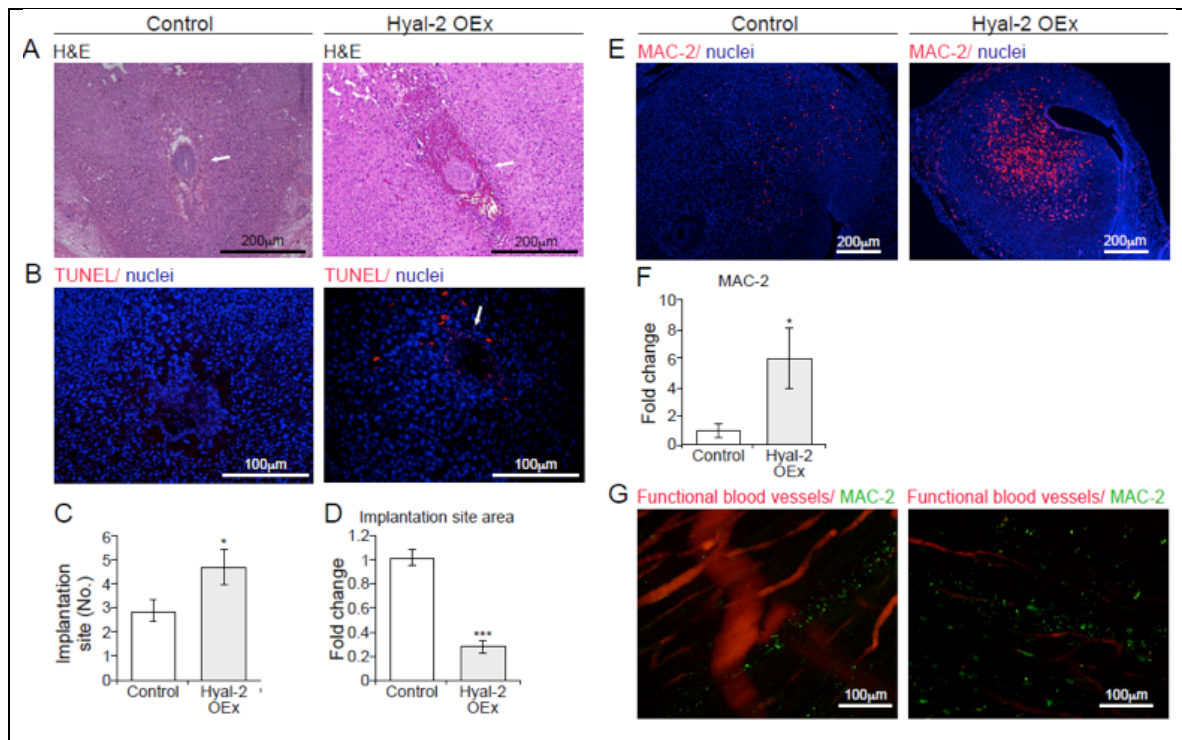 Control
Hyal-2 OEx
A
H&E
H&E
200µm
200µm
B
TUNEL/ nuclei
TUNEL/ nuclei
100µm
100µm
C
Implantation
site (No.)
6
5
4
3
2
1
0
*
Control
Hyal-2
OEx
D
Implantation site area
Fold change
1.2
1
0.8
0.6
0.4
0.2
0
***
Control
Hyal-2
OEx
Control
Hyal-2 OEx
E
MAC-2/ nuclei
MAC-2/ nuclei
200µm
200µm
F
MAC-2
Fold change
10
8
6
4
2
0
*
Control
Hyal-2
OEx
G
Functional blood vessels/ MAC-2
Functional blood vessels/ MAC-2
100µm
100µm